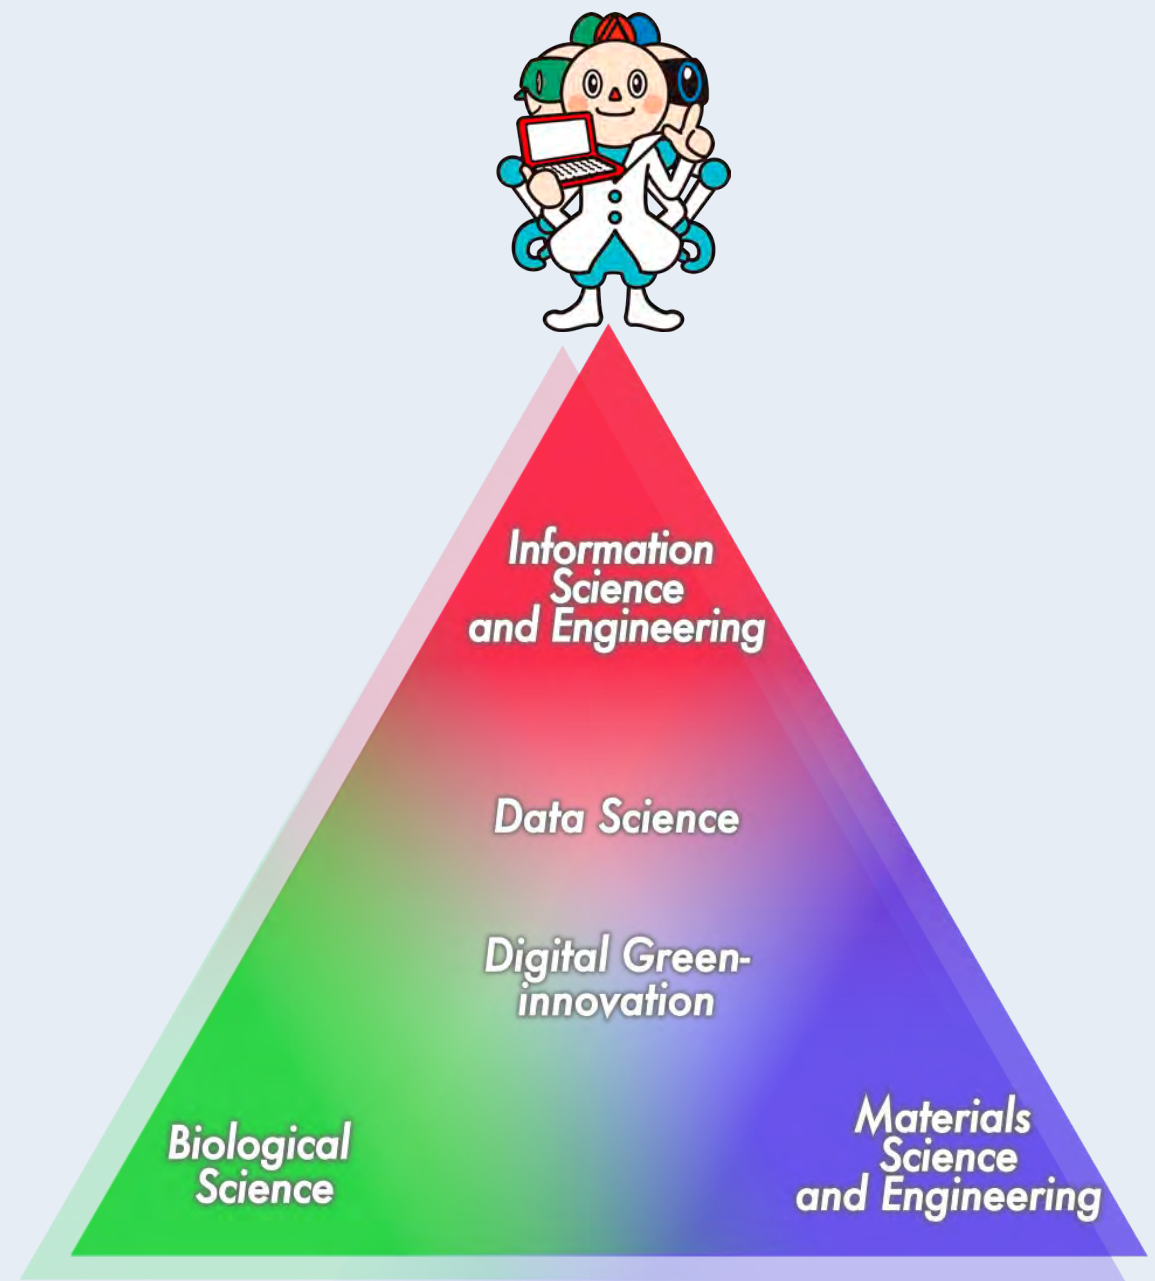 Information
Science
and Engineering
Data Science
Digital Green-
innovation
Biological
Science
Materials
Science
and Engineering